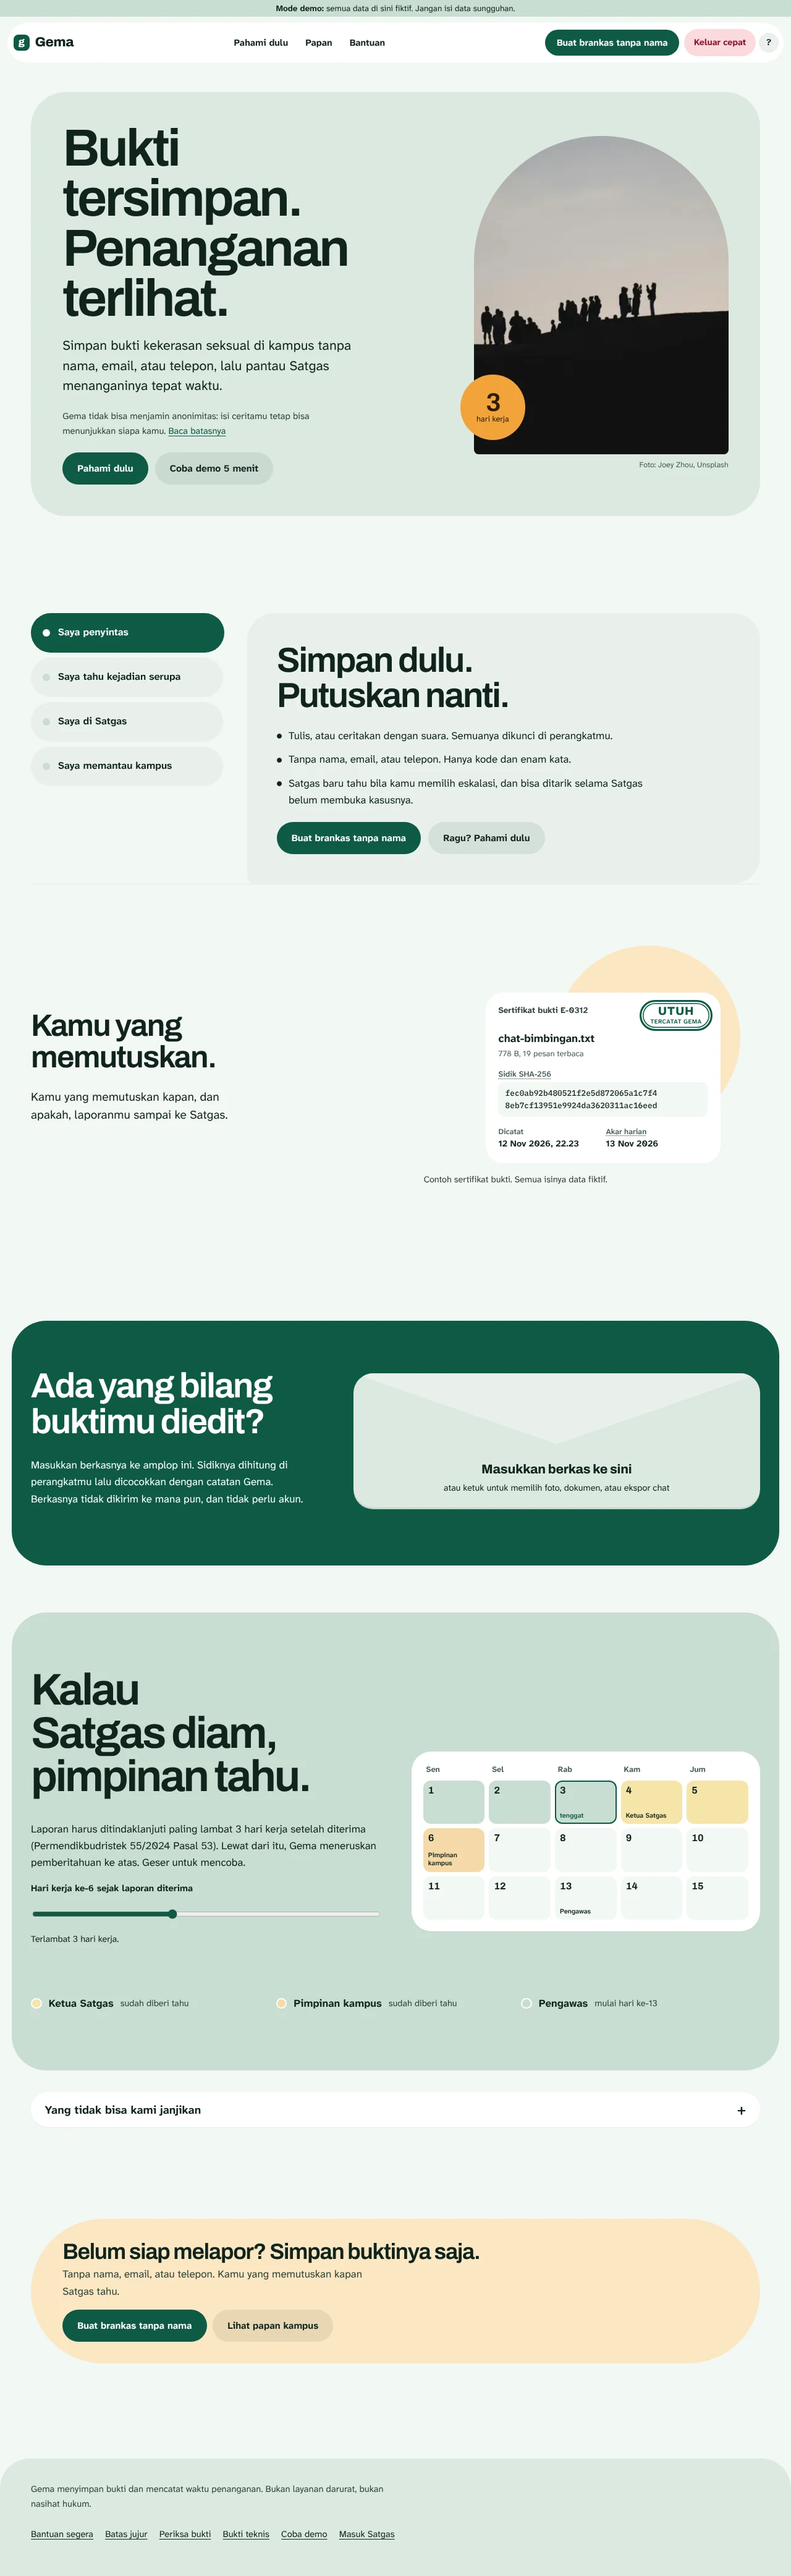 Mode demo: semua data di sini fiktif. Jangan isi data sungguhan.
g Gema
Pahami dulu
Papan
Bantuan
Buat brankas tanpa nama
Keluar cepat
?
Bukti
tersimpan.
Penanganan
terlihat.
Simpan bukti kekerasan seksual di kampus tanpa
nama, email, atau telepon, lalu pantau Satgas
menanganinya tepat waktu.
Gema tidak bisa menjamin anonimitas: isi ceritamu tetap bisa
menunjukkan siapa kamu. Baca batasnya
Pahami dulu
Coba demo 5 menit
3
hari kerja
Foto: Joey Zhou, Unsplash
Saya penyintas
Saya tahu kejadian serupa
Saya di Satgas
Saya memantau kampus
Simpan dulu.
Putuskan nanti.
Tulis, atau ceritakan dengan suara. Semuanya dikunci di perangkatmu.
Tanpa nama, email, atau telepon. Hanya kode dan enam kata.
Satgas baru tahu bila kamu memilih eskalasi, dan bisa ditarik selama Satgas
belum membuka kasusnya.
Buat brankas tanpa nama
Ragu? Pahami dulu
Kamu yang
memutuskan.
Kamu yang memutuskan kapan, dan
apakah, laporanmu sampai ke Satgas.
Sertifikat bukti E-0312
UTUH
TERCATAT GEMA
chat-bimbingan.txt
778 B, 19 pesan terbaca
Sidik SHA-256
fec0ab92b480521f2e5d872065a1c7f4
8eb7cf13951e9924da3620311ac16eed
Dicatat
Akar harian
12 Nov 2026, 22.23
13 Nov 2026
Contoh sertifikat bukti. Semua isinya data fiktif.
Ada yang bilang
buktimu diedit?
Masukkan berkasnya ke amplop ini. Sidiknya dihitung di
perangkatmu lalu dicocokkan dengan catatan Gema.
Berkasnya tidak dikirim ke mana pun, dan tidak perlu akun.
Masukkan berkas ke sini
atau ketuk untuk memilih foto, dokumen, atau ekspor chat
Kalau
Satgas diam,
pimpinan tahu.
Laporan harus ditindaklanjuti paling lambat 3 hari kerja setelah diterima
(Permendikbudristek 55/2024 Pasal 53). Lewat dari itu, Gema meneruskan
pemberitahuan ke atas. Geser untuk mencoba.
Hari kerja ke-6 sejak laporan diterima
Terlambat 3 hari kerja.
Sen Sel Rab Kam Jum
1 2 3 4 5
tenggat Ketua Satgas
6 7 8 9 10
Pimpinan
kampus
11 12 13 14 15
Pengawas
Ketua Satgas sudah diberi tahu
Pimpinan kampus sudah diberi tahu
Pengawas mulai hari ke-13
Yang tidak bisa kami janjikan +
Belum siap melapor? Simpan buktinya saja.
Tanpa nama, email, atau telepon. Kamu yang memutuskan kapan
Satgas tahu.
Buat brankas tanpa nama
Lihat papan kampus
Gema menyimpan bukti dan mencatat waktu penanganan. Bukan layanan darurat, bukan
nasihat hukum.
Bantuan segera
Batas jujur
Periksa bukti
Bukti teknis
Coba demo
Masuk Satgas